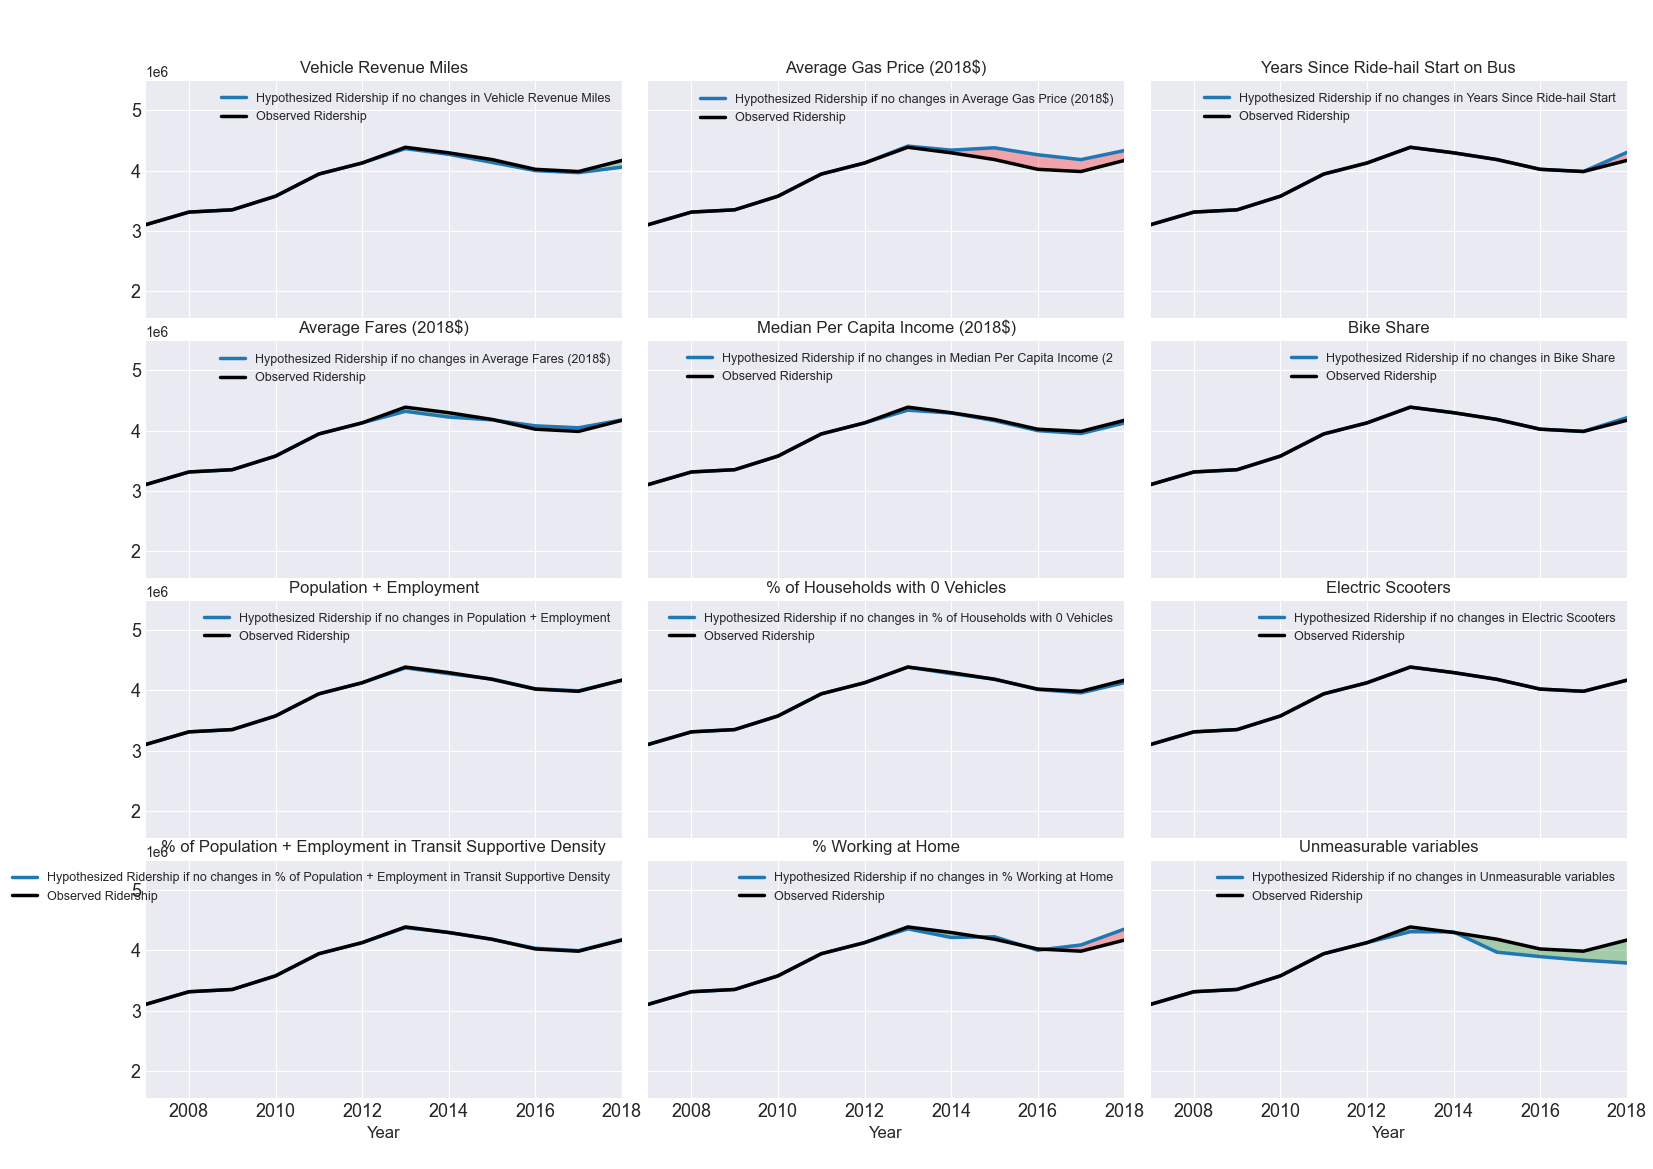 Vehicle Revenue Miles
1e6
Hypothesized Ridership if no changes in Vehicle Revenue Miles
Observed Ridership
5
4
3
2
Average Gas Price (2018$)
Hypothesized Ridership if no changes in Average Gas Price (2018$)
Observed Ridership
Years Since Ride-hail Start on Bus
Hypothesized Ridership if no changes in Years Since Ride-hail Start
Observed Ridership
Average Fares (2018$)
1e6
Hypothesized Ridership if no changes in Average Fares (2018$)
Observed Ridership
5
4
3
2
Median Per Capita Income (2018$)
Hypothesized Ridership if no changes in Median Per Capita Income (2
Observed Ridership
Bike Share
Hypothesized Ridership if no changes in Bike Share
Observed Ridership
Population + Employment
1e6
Hypothesized Ridership if no changes in Population + Employment
Observed Ridership
5
4
3
2
% of Households with 0 Vehicles
Hypothesized Ridership if no changes in % of Households with 0 Vehicles
Observed Ridership
Electric Scooters
Hypothesized Ridership if no changes in Electric Scooters
Observed Ridership
% of Population + Employment in Transit Supportive Density
1e6
Hypothesized Ridership if no changes in % of Population + Employment in Transit Supportive Density
Observed Ridership
5
4
3
2
2008 2010 2012 2014 2016 2018
Year
% Working at Home
Hypothesized Ridership if no changes in % Working at Home
Observed Ridership
2008 2010 2012 2014 2016 2018
Year
Unmeasurable variables
Hypothesized Ridership if no changes in Unmeasurable variables
Observed Ridership
2008 2010 2012 2014 2016 2018
Year